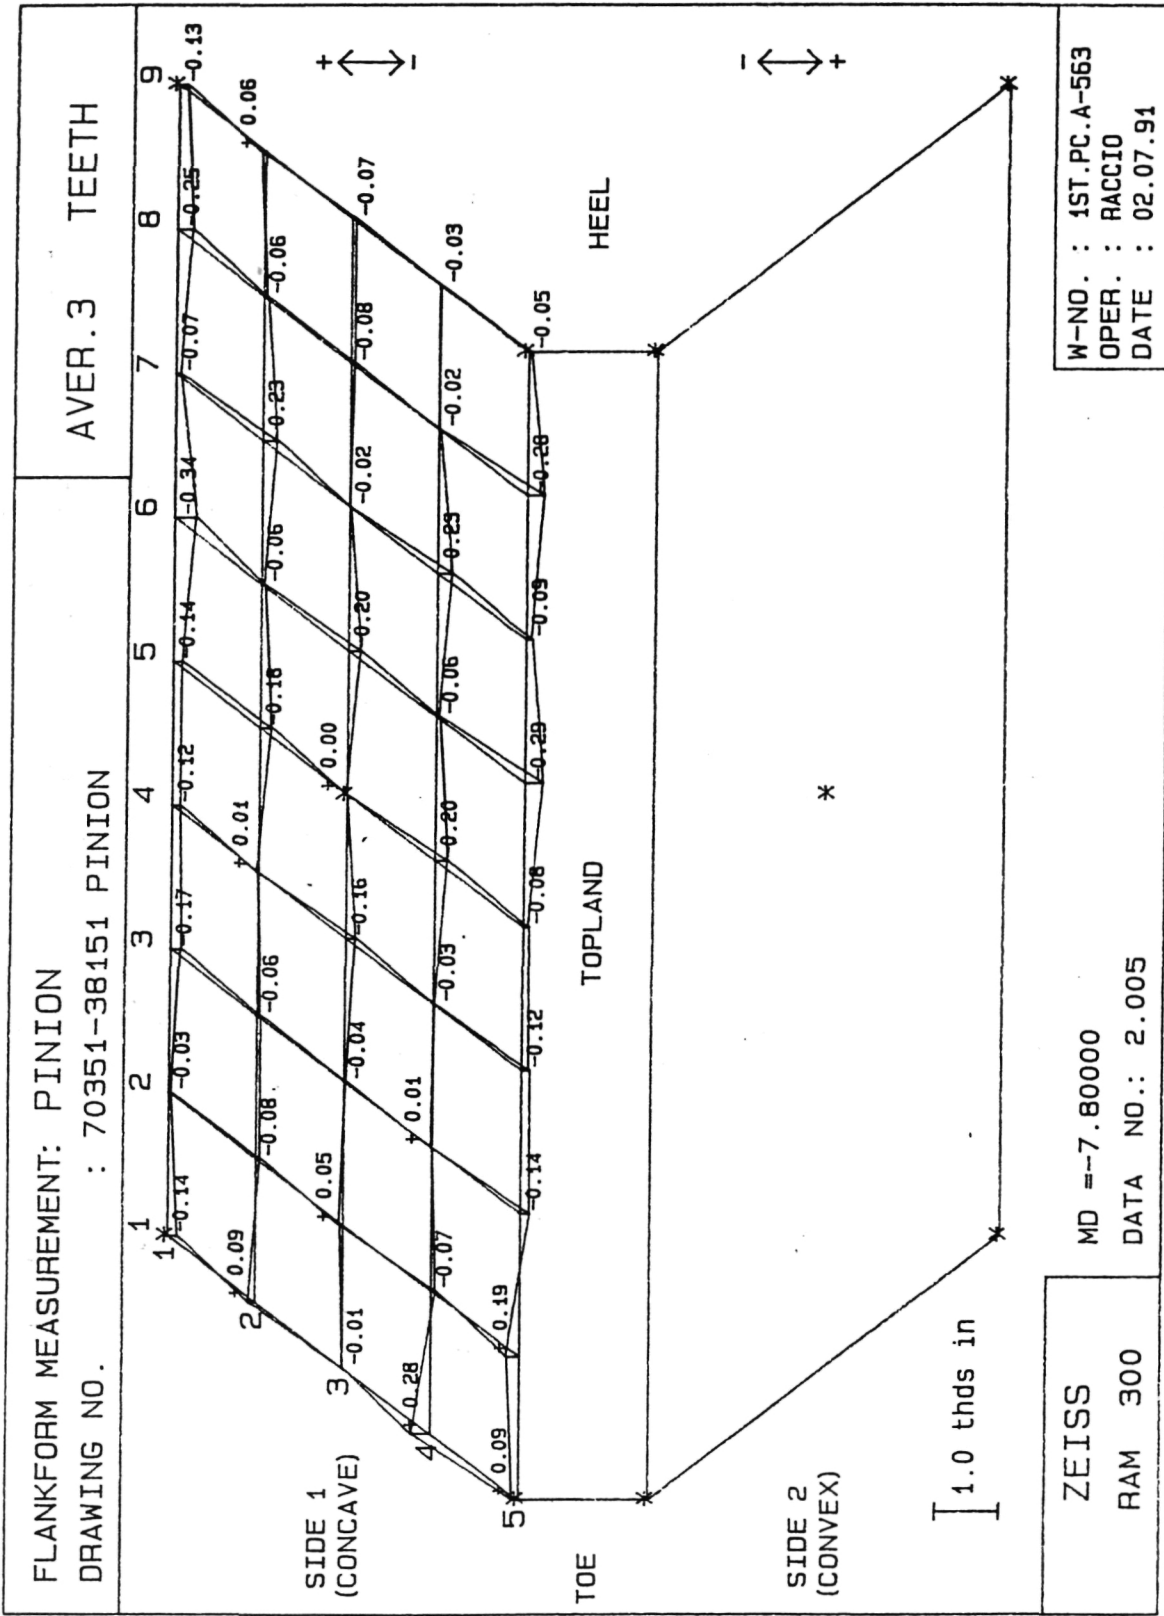 FLANKFORM MEASUREMENT: PINION
DRAWING NO. : 70351-38151 PINION
AVER.3 TEETH
1 2 3 4 5 6 7 8 9
1 -0.14 -0.03 -0.17 -0.12 -0.14 -0.34 -0.07 -0.25 -0.13
2 +0.09 -0.08 -0.06 +0.01 -0.18 -0.06 -0.23 -0.06 +0.06
3 -0.01 +0.05 -0.04 -0.16 +0.00 -0.20 -0.02 -0.08 -0.07
4 +0.28 -0.07 +0.01 -0.03 -0.20 -0.06 -0.23 -0.02 -0.03
5 +0.09 +0.19 -0.14 -0.12 -0.08 -0.29 -0.09 -0.28 -0.05
SIDE 1
(CONCAVE)
+ -
TOE
TOPLAND
HEEL
SIDE 2
(CONVEX)
- +
1.0 thds in
ZEISS
RAM 300
MD =-7.80000
DATA NO.: 2.005
W-NO. : 1ST.PC.A-563
OPER. : RACCIO
DATE : 02.07.91